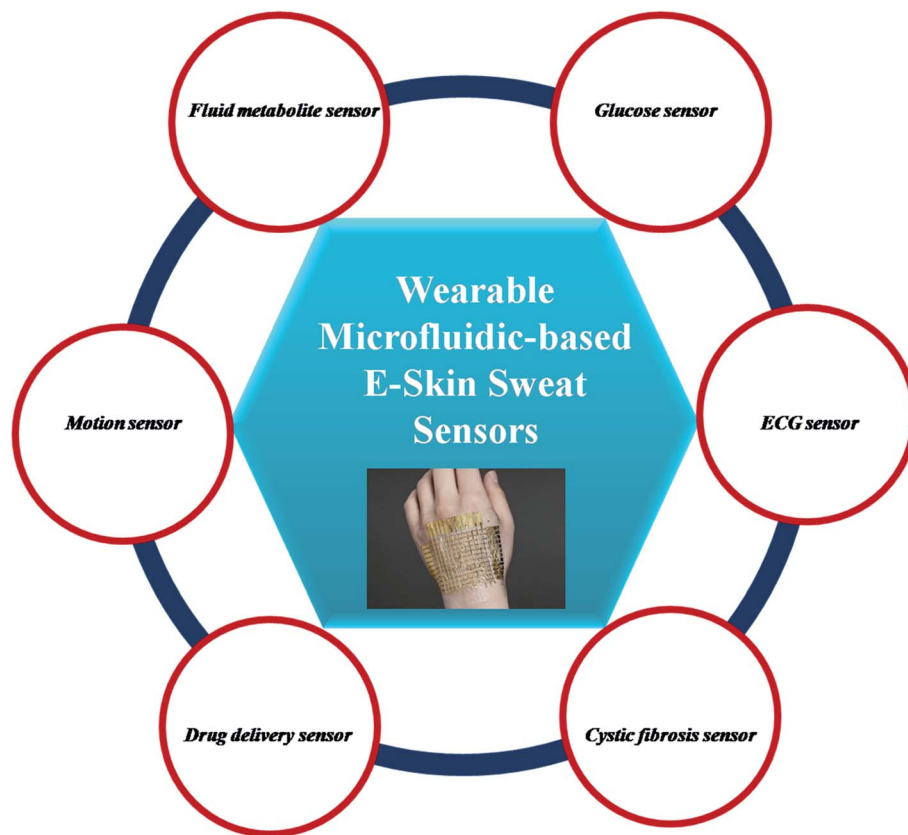 Fluid metabolite sensor
Glucose sensor
Wearable
Microfluidic-based
E-Skin Sweat
Sensors
Motion sensor
ECG sensor
Drug delivery sensor
Cystic fibrosis sensor